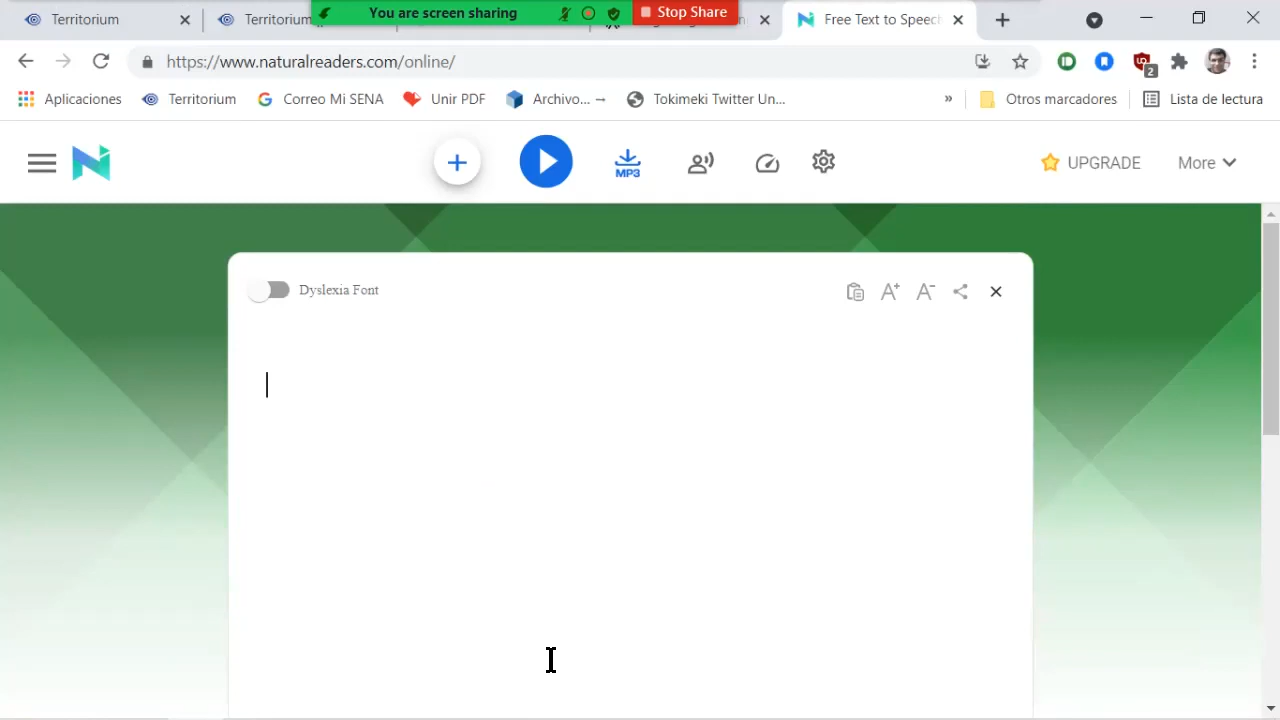 Territorium
Territorium
You are screen sharing
Stop Share
Free Text to Speech
https://www.naturalreaders.com/online/
2
Aplicaciones
Territorium
Correo Mi SENA
Unir PDF
Archivo... →
Tokimeki Twitter Un...
»
Otros marcadores
Lista de lectura
MP3
UPGRADE
More
Dyslexia Font
A+
A-